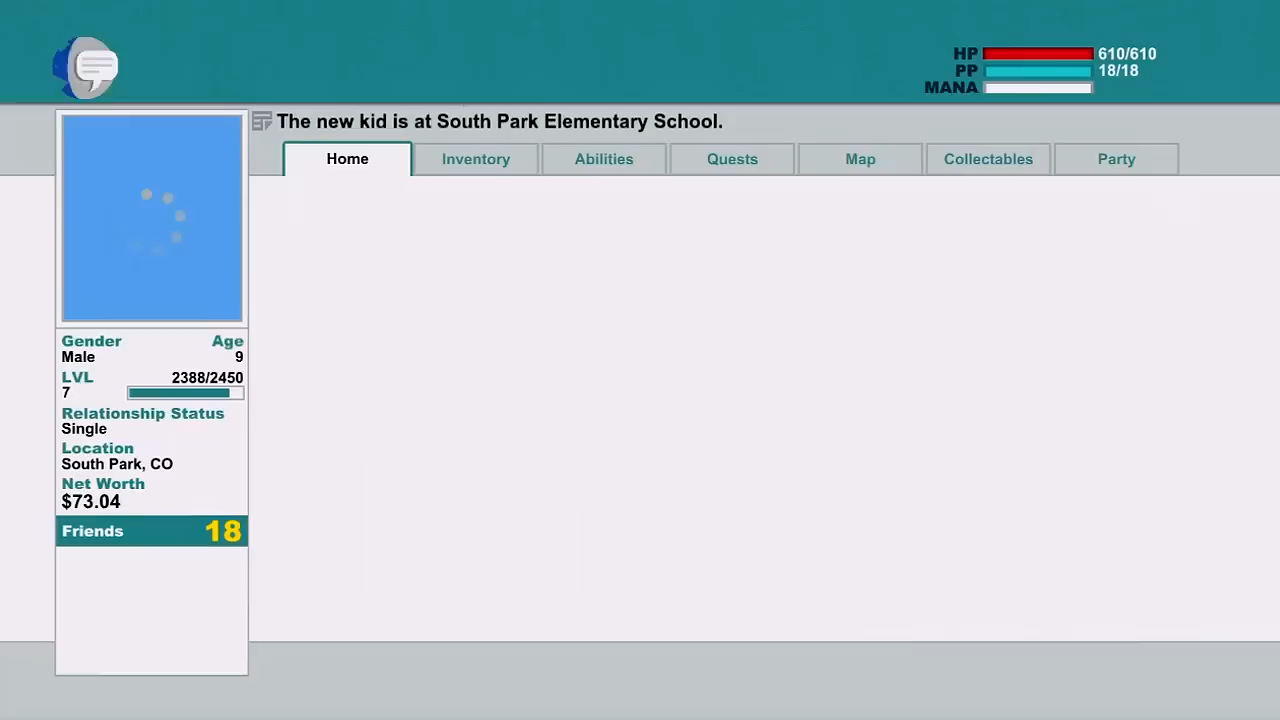 HP 610/610
PP 18/18
MANA
The new kid is at South Park Elementary School.
Home Inventory Abilities Quests Map Collectables Party
Gender Age
Male 9
LVL 2388/2450
7
Relationship Status
Single
Location
South Park, CO
Net Worth
$73.04
Friends 18